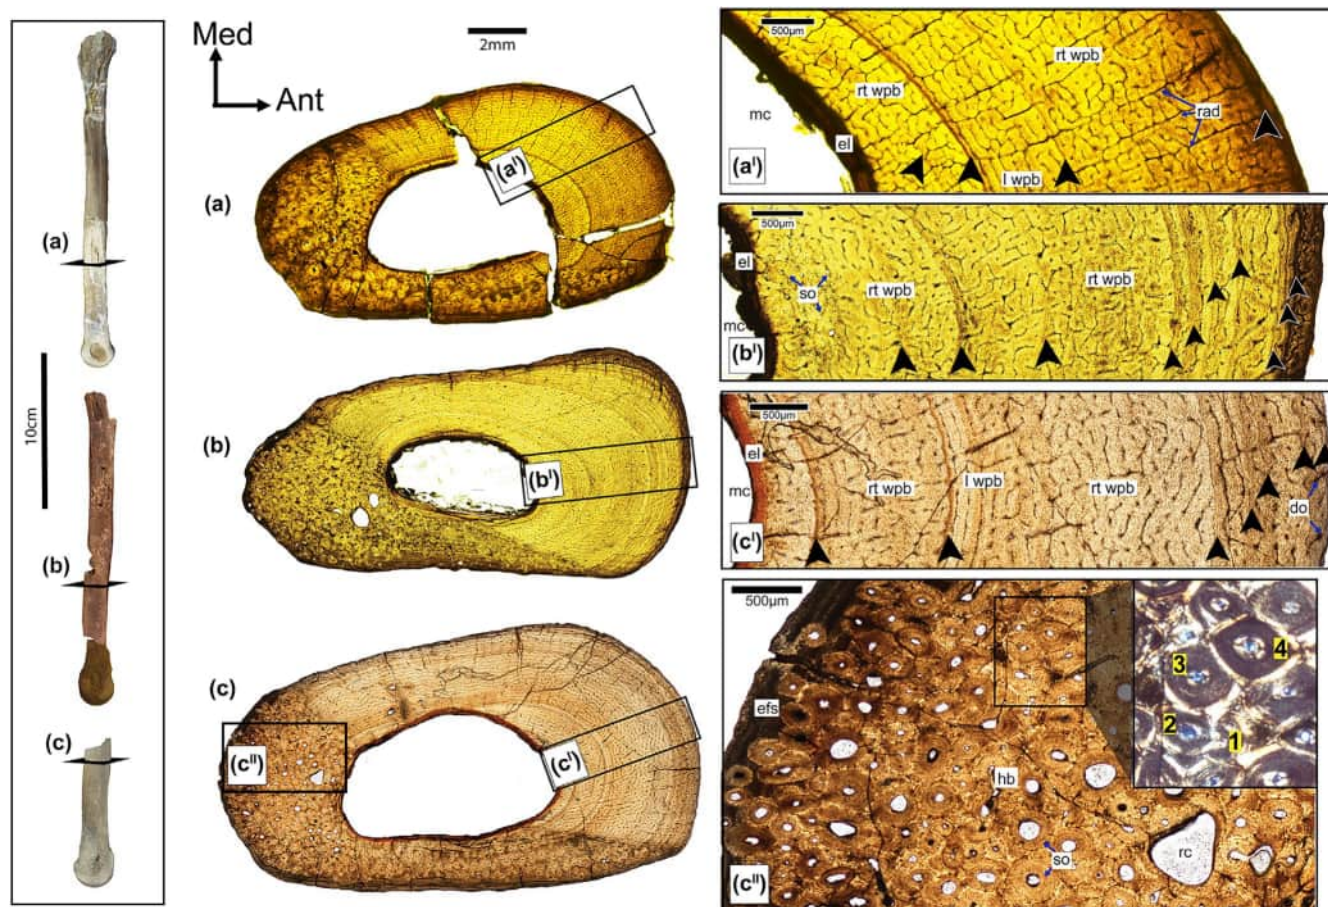 (a)
10cm
(b)
(c)
Med
Ant
2mm
(a)
(aᴵ)
(b)
(bᴵ)
(c)
(cᴵᴵ)
(cᴵ)
500µm
rt wpb
rt wpb
mc
rad
el
(aᴵ)
l wpb
500µm
el
so
rt wpb
rt wpb
mc
(bᴵ)
500µm
el
mc
rt wpb
l wpb
rt wpb
do
(cᴵ)
500µm
efs
4
3
2
1
hb
so
rc
(cᴵᴵ)